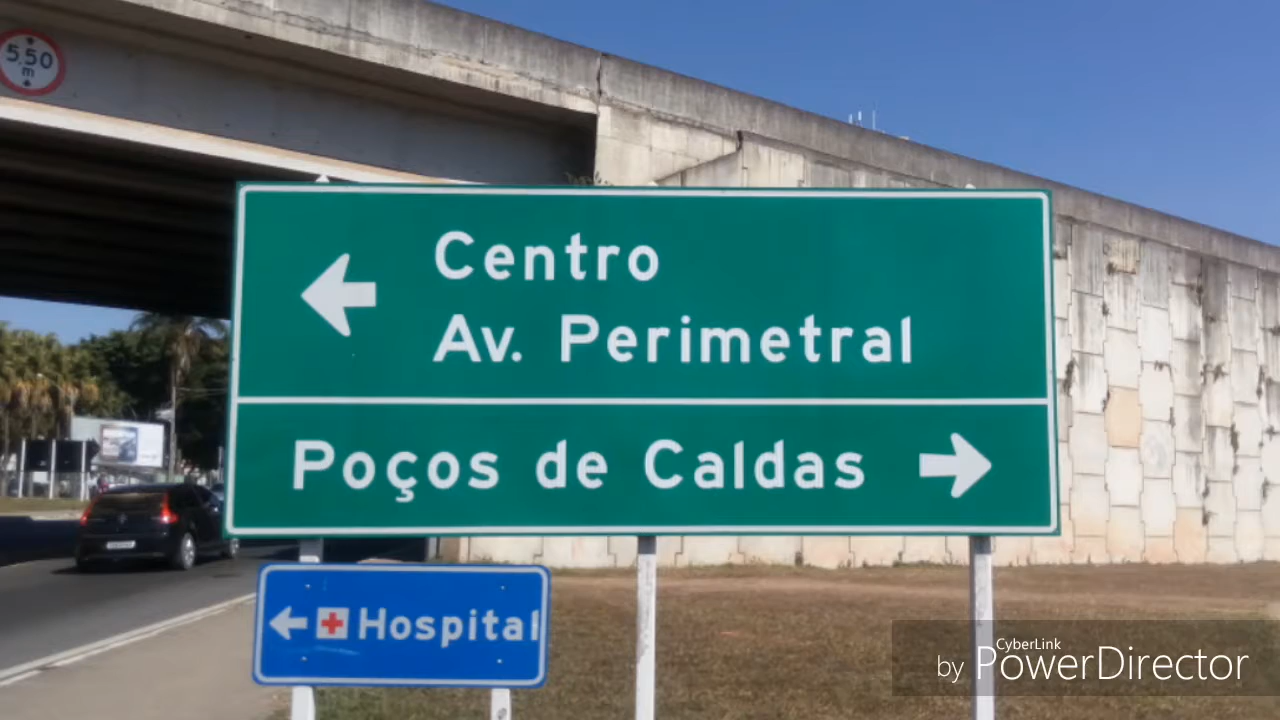 5,50
m
Centro
Av. Perimetral
Poços de Caldas
Hospital
CyberLink
by PowerDirector